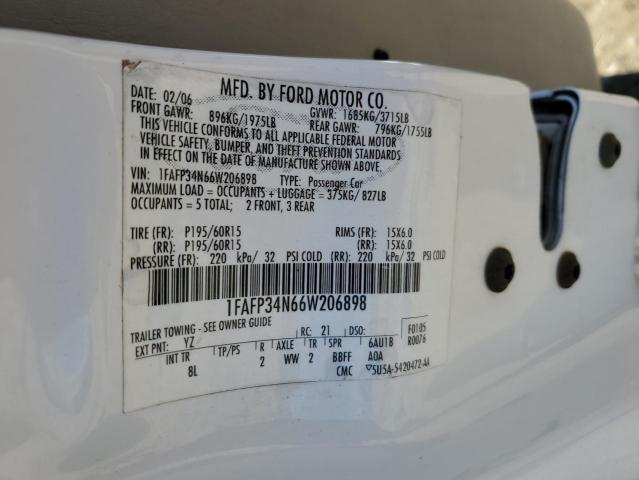 MFD. BY FORD MOTOR CO.
DATE: 02/06 GVWR: 1685KG/3715LB
FRONT GAWR: 896KG/1975LB REAR GAWR: 796KG/1755LB
THIS VEHICLE CONFORMS TO ALL APPLICABLE FEDERAL MOTOR
VEHICLE SAFETY, BUMPER, AND THEFT PREVENTION STANDARDS
IN EFFECT ON THE DATE OF MANUFACTURE SHOWN ABOVE.
VIN: 1FAFP34N66W206898 TYPE: Passenger Car
MAXIMUM LOAD = OCCUPANTS + LUGGAGE = 375KG/ 827LB
OCCUPANTS = 5 TOTAL: 2 FRONT, 3 REAR
TIRE (FR): P195/60R15 RIMS (FR): 15X6.0
(RR): P195/60R15 (RR): 15X6.0
PRESSURE (FR): 220 kPa/ 32 PSI COLD (RR): 220 kPa/ 32 PSI COLD
1FAFP34N66W206898
TRAILER TOWING - SEE OWNER GUIDE
EXT PNT: YZ RC: 21 DSO: F0105
INT TR TP/PS R AXLE TR SPR 6AU1B R0076
8L 2 WW 2 BBFF A0A
CMC 5U5A-5420472-AA